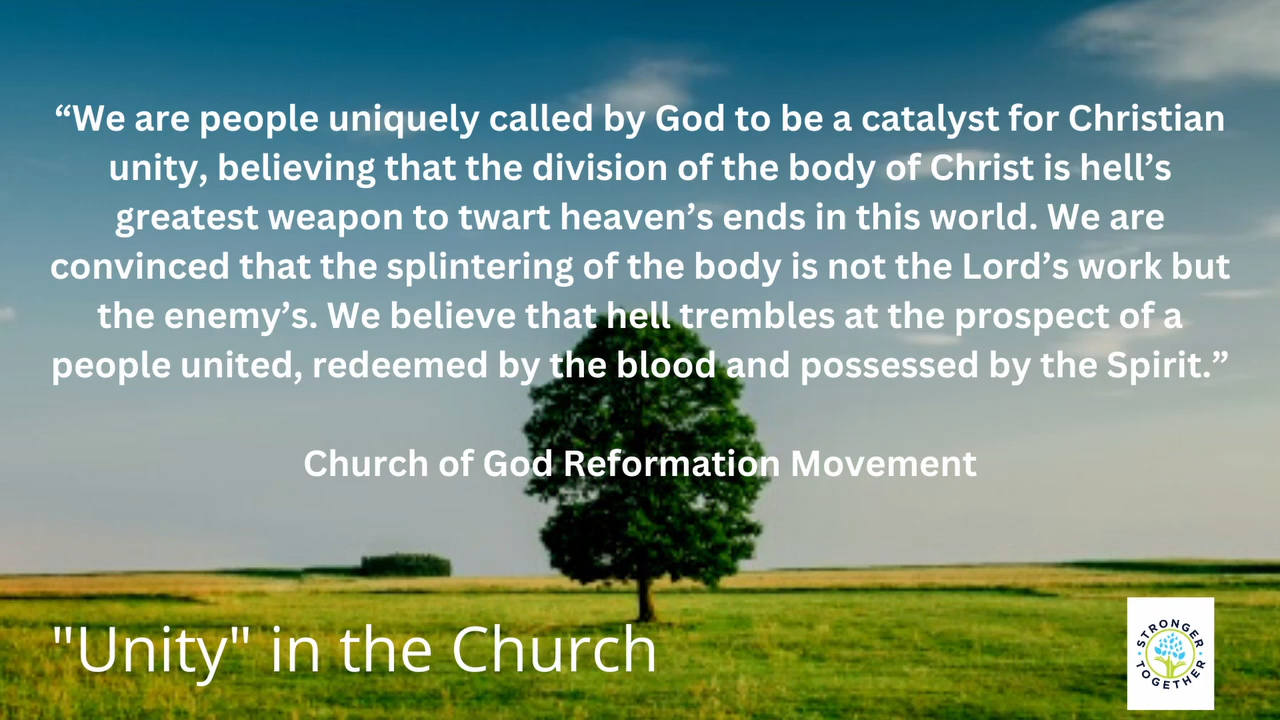 “We are people uniquely called by God to be a catalyst for Christian
unity, believing that the division of the body of Christ is hell’s
greatest weapon to twart heaven’s ends in this world. We are
convinced that the splintering of the body is not the Lord’s work but
the enemy’s. We believe that hell trembles at the prospect of a
people united, redeemed by the blood and possessed by the Spirit.”
Church of God Reformation Movement
"Unity" in the Church
STRONGER
TOGETHER